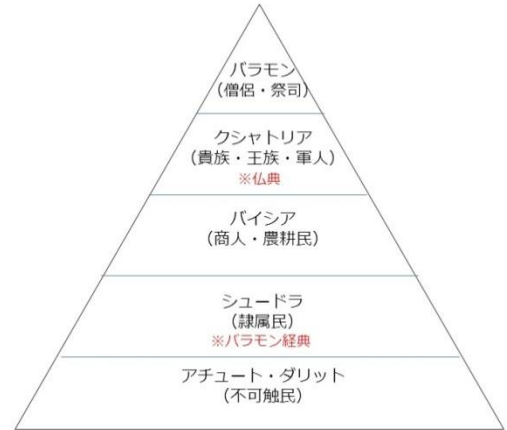 バラモン
（僧侶・祭司）
クシャトリア
（貴族・王族・軍人）
※仏典
バイシア
（商人・農耕民）
シュードラ
（隷属民）
※バラモン経典
アチュート・ダリット
（不可触民）